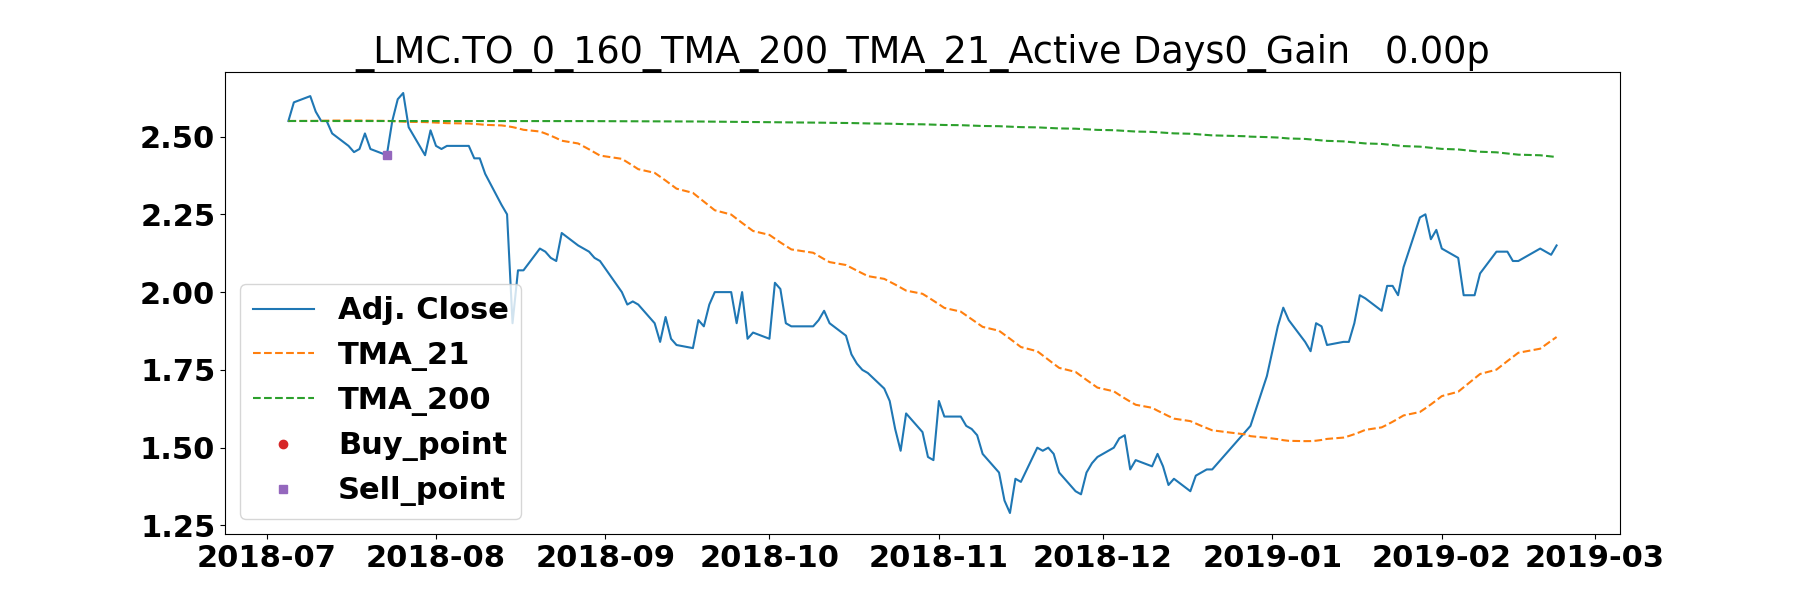 _LMC.TO_0_160_TMA_200_TMA_21_Active Days0_Gain   0.00p
2.50
2.25
2.00
1.75
1.50
1.25
Adj. Close
TMA_21
TMA_200
Buy_point
Sell_point
2018-07 2018-08 2018-09 2018-10 2018-11 2018-12 2019-01 2019-02 2019-03